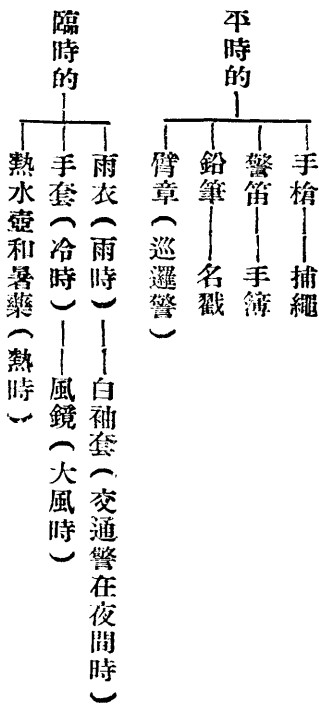 平時的
手槍——捕繩
警笛——手簿
鉛筆——名戳
臂章(巡邏警)
臨時的
雨衣(雨時)——白袖套(交通警在夜間時)
手套(冷時)——風鏡(大風時)
熱水壺和暑藥(熱時)